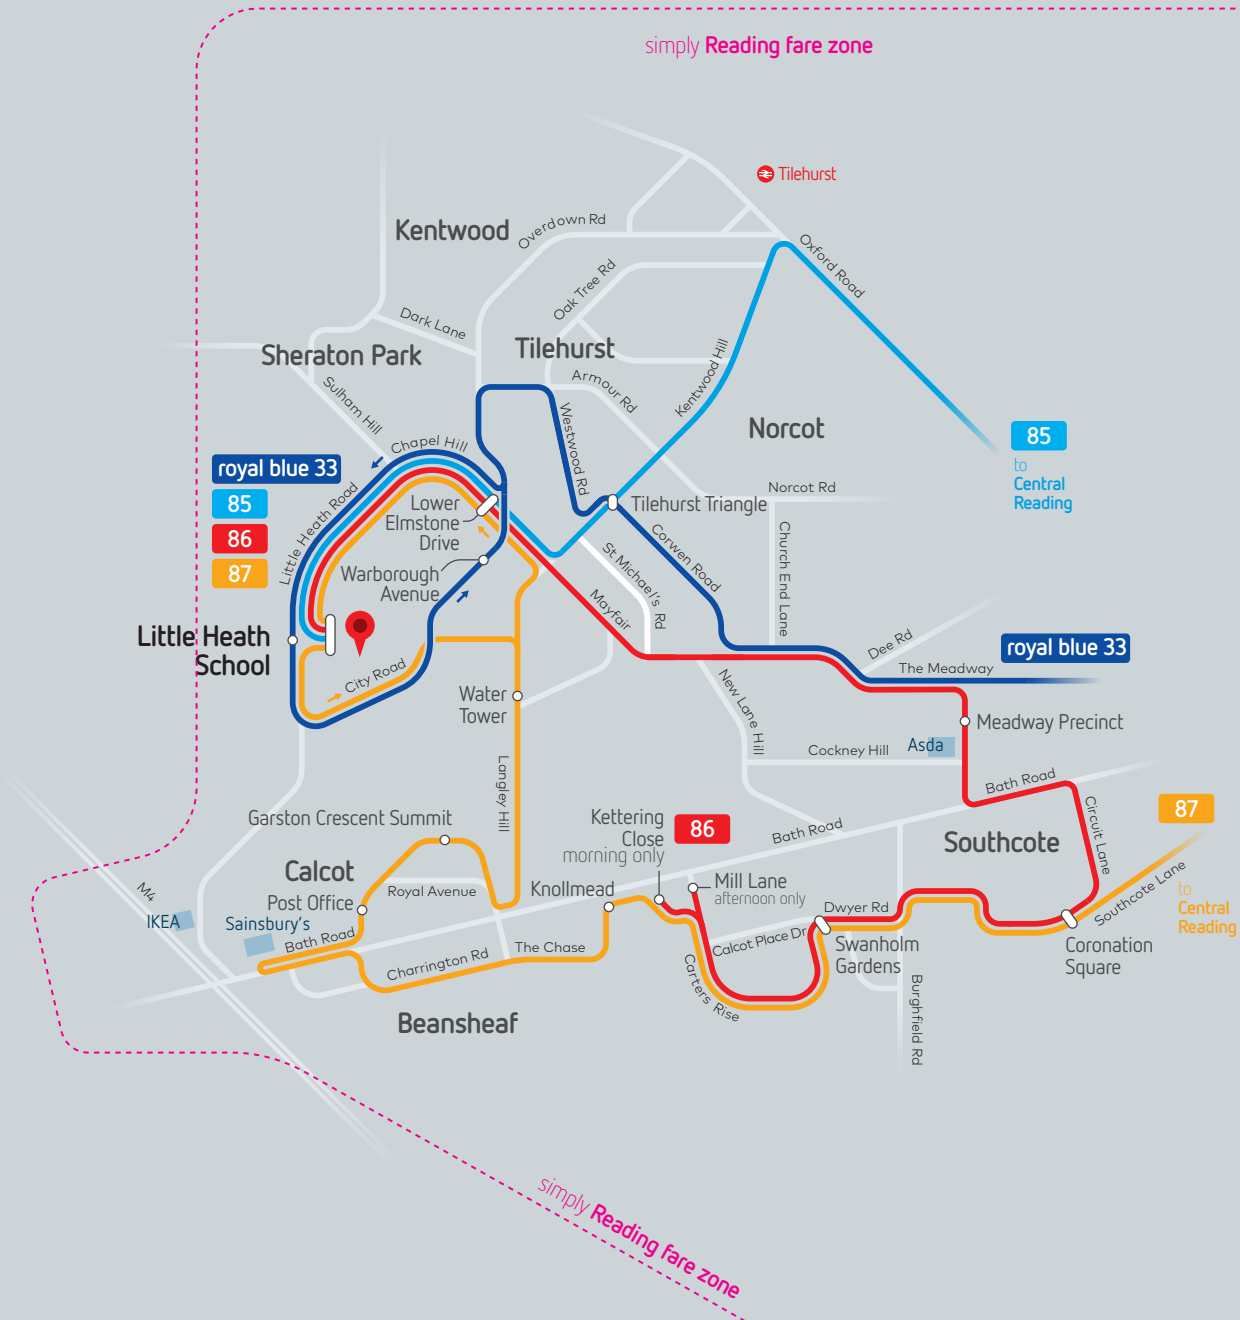 simply Reading fare zone
Tilehurst
Kentwood
Overdown Rd
Oxford Road
Oak Tree Rd
Dark Lane
Sheraton Park
Tilehurst
Sulham Hill
Armour Rd
Kentwood Hill
Westwood Rd
Norcot
85
to
Central
Reading
Chapel Hill
royal blue 33
85
86
87
Little Heath Road
Lower
Elmstone
Drive
Warborough
Avenue
Tilehurst Triangle
Norcot Rd
Corwen Road
Church End Lane
St Michael's Rd
Mayfair
Little Heath
School
City Road
Dee Rd
The Meadway
royal blue 33
Water
Tower
New Lane Hill
Meadway Precinct
Cockney Hill
Asda
Langley Hill
Bath Road
Circuit Lane
87
to
Central
Reading
Garston Crescent Summit
Kettering
Close
morning only
86
Bath Road
Southcote
Calcot
Post Office
Royal Avenue
Knollmead
Mill Lane
afternoon only
Dwyer Rd
Southcote Lane
M4
IKEA
Sainsbury's
Bath Road
Charrington Rd
The Chase
Calcot Place Dr
Carters Rise
Swanholm
Gardens
Coronation
Square
Burghfield Rd
Beansheaf
simply Reading fare zone